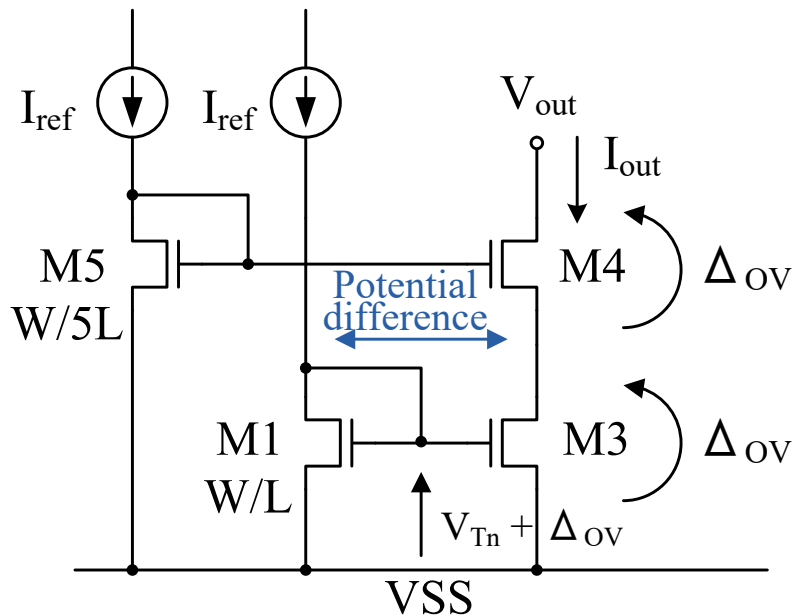 I_ref
I_ref
V_out
I_out
M5
W/5L
M4
Δ_OV
Potential
difference
M1
W/L
M3
Δ_OV
V_Tn + Δ_OV
VSS